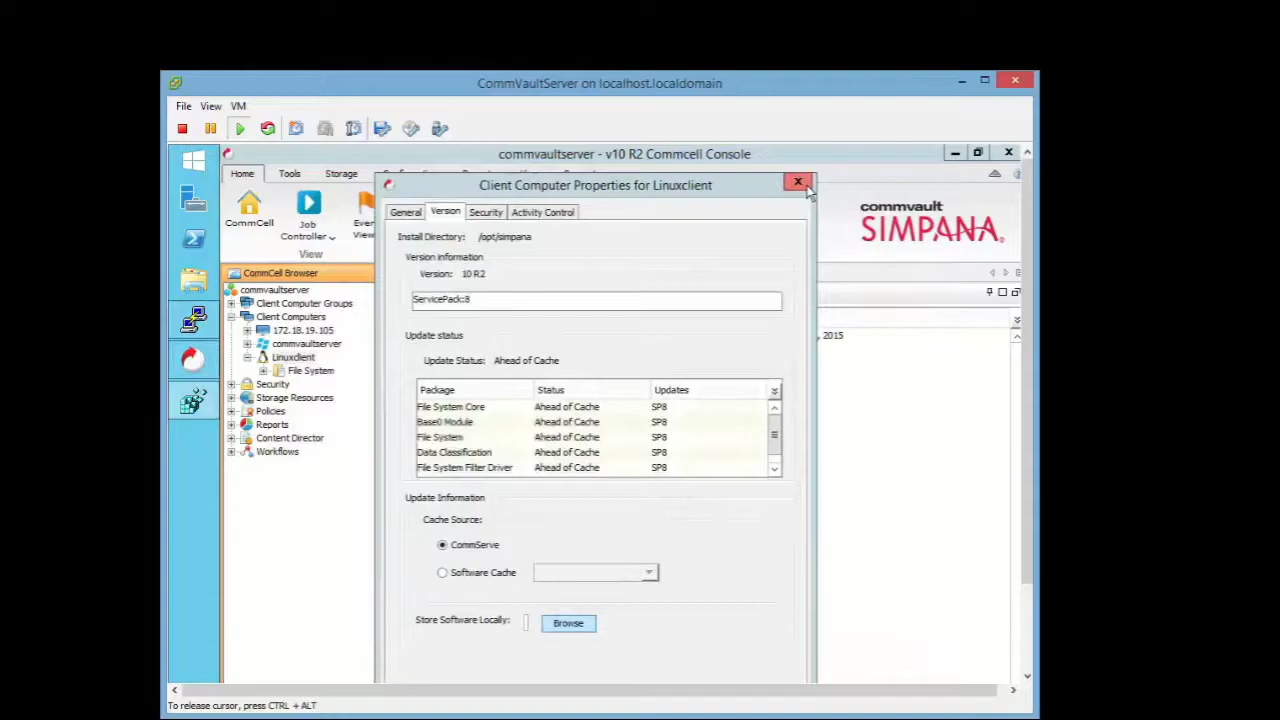 CommVaultServer on localhost.localdomain
File View VM
commvaultserver - v10 R2 Commcell Console
Home Tools Storage
Client Computer Properties for Linuxclient
CommCell
Job Controller
View
commvault
SIMPANA
General Version Security Activity Control
Install Directory: /opt/simpana
Version information
Version: 10 R2
ServicePack:8
CommCell Browser
commvaultserver
Client Computer Groups
Client Computers
172.18.19.105
commvaultserver
Linuxclient
File System
Security
Storage Resources
Policies
Reports
Content Director
Workflows
Update status
Update Status: Ahead of Cache
, 2015
Package Status Updates
File System Core Ahead of Cache SP8
Base0 Module Ahead of Cache SP8
File System Ahead of Cache SP8
Data Classification Ahead of Cache SP8
File System Filter Driver Ahead of Cache SP8
Update Information
Cache Source:
CommServe
Software Cache
Store Software Locally: Browse
To release cursor, press CTRL + ALT